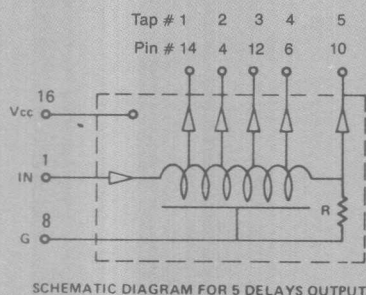 Tap # 1 2 3 4 5
Pin # 14 4 12 6 10
16
Vcc
1
IN
8
G
R
SCHEMATIC DIAGRAM FOR 5 DELAYS OUTPUT